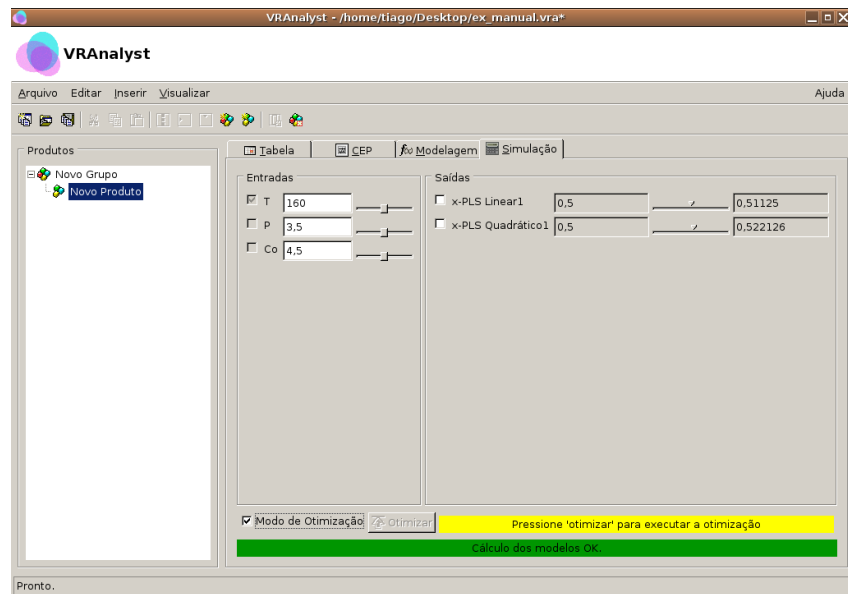 VRAnalyst - /home/tiago/Desktop/ex_manual.vra*
VRAnalyst
Arquivo Editar Inserir Visualizar Ajuda
Produtos
Novo Grupo
Novo Produto
Tabela CEP f(x) Modelagem Simulação
Entradas
T 160
P 3,5
Co 4,5
Saídas
x-PLS Linear1 0,5 0,51125
x-PLS Quadrático1 0,5 0,522126
Modo de Otimização Otimizar Pressione 'otimizar' para executar a otimização
Cálculo dos modelos OK.
Pronto.